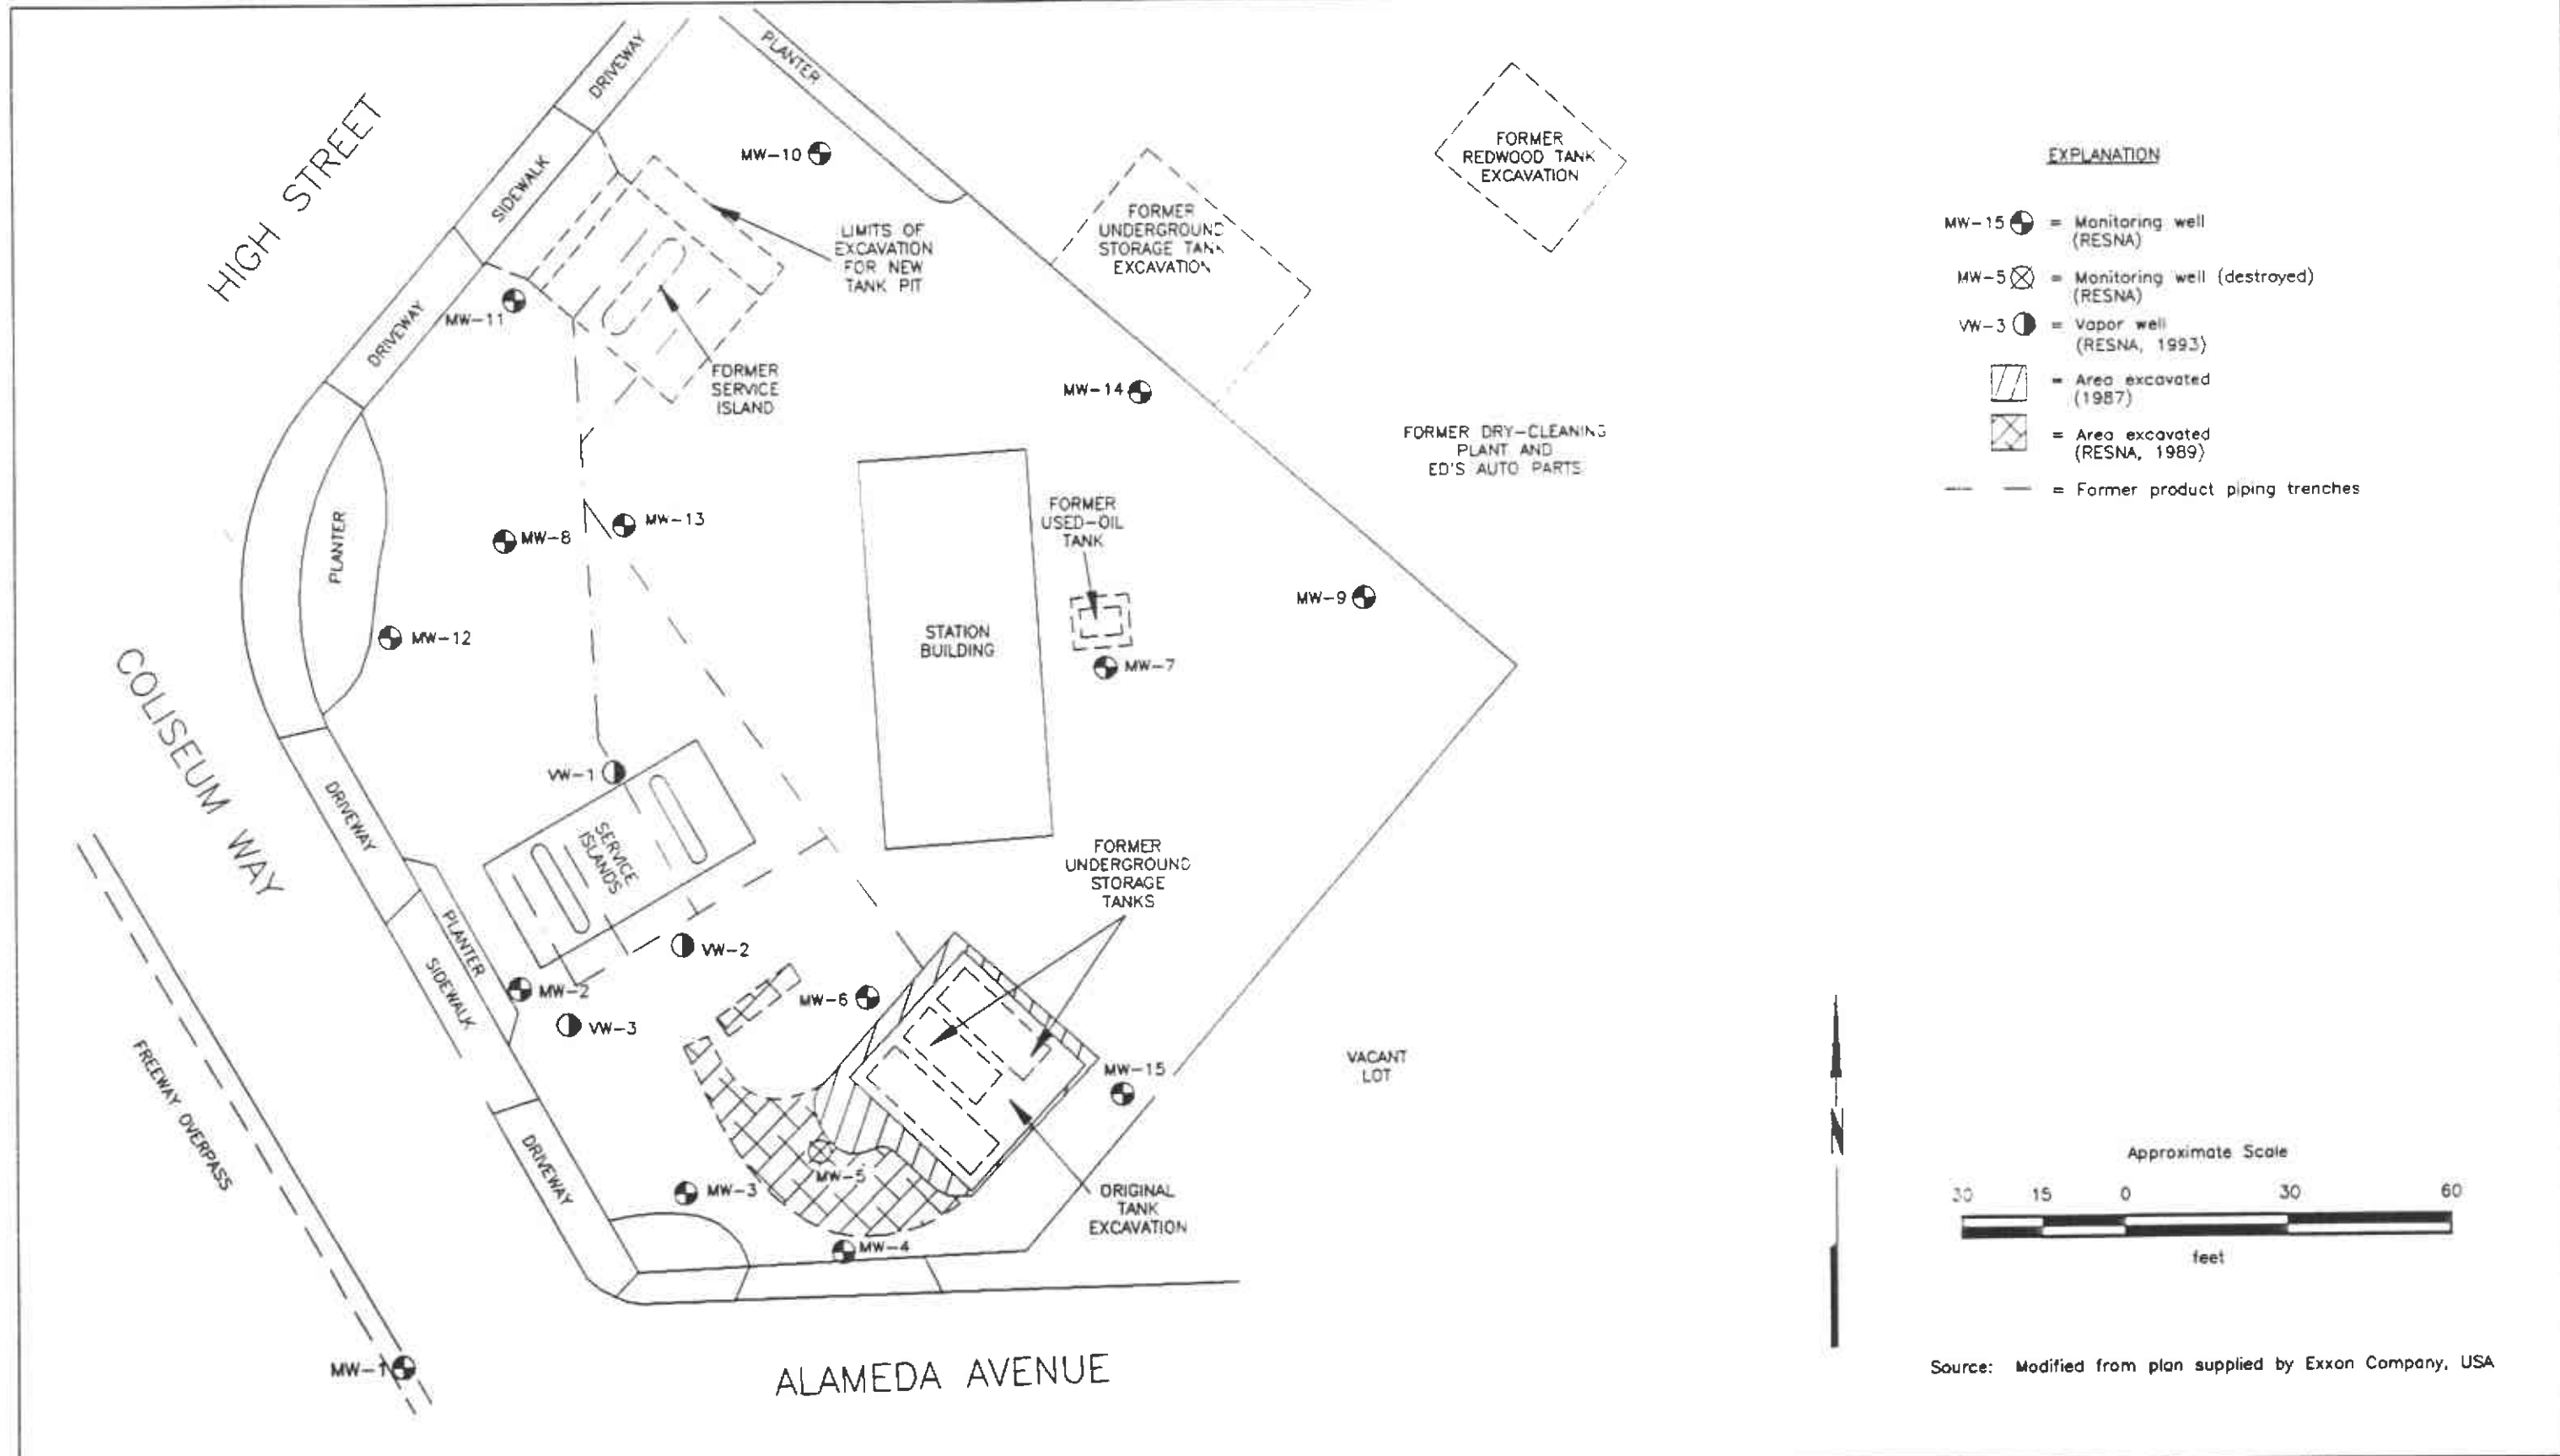 PLANTER
DRIVEWAY
HIGH STREET
SIDEWALK
MW-10
LIMITS OF
EXCAVATION
FOR NEW
TANK PIT
FORMER
UNDERGROUND
STORAGE TANK
EXCAVATION
FORMER
REDWOOD TANK
EXCAVATION
MW-11
DRIVEWAY
FORMER
SERVICE
ISLAND
MW-14
FORMER DRY-CLEANING
PLANT AND
ED'S AUTO PARTS
PLANTER
MW-8
MW-13
FORMER
USED-OIL
TANK
MW-9
MW-12
STATION
BUILDING
MW-7
COLISEUM WAY
VW-1
DRIVEWAY
SERVICE
ISLANDS
FORMER
UNDERGROUND
STORAGE
TANKS
PLANTER
SIDEWALK
VW-2
MW-2
MW-6
VW-3
FREEWAY OVERPASS
MW-15
VACANT
LOT
DRIVEWAY
MW-5
MW-3
ORIGINAL
TANK
EXCAVATION
MW-4
MW-1
ALAMEDA AVENUE
EXPLANATION
MW-15 = Monitoring well
(RESNA)
MW-5 = Monitoring well (destroyed)
(RESNA)
VW-3 = Vapor well
(RESNA, 1993)
= Area excavated
(1987)
= Area excavated
(RESNA, 1989)
= Former product piping trenches
N
Approximate Scale
30 15 0 30 60
feet
Source: Modified from plan supplied by Exxon Company, USA